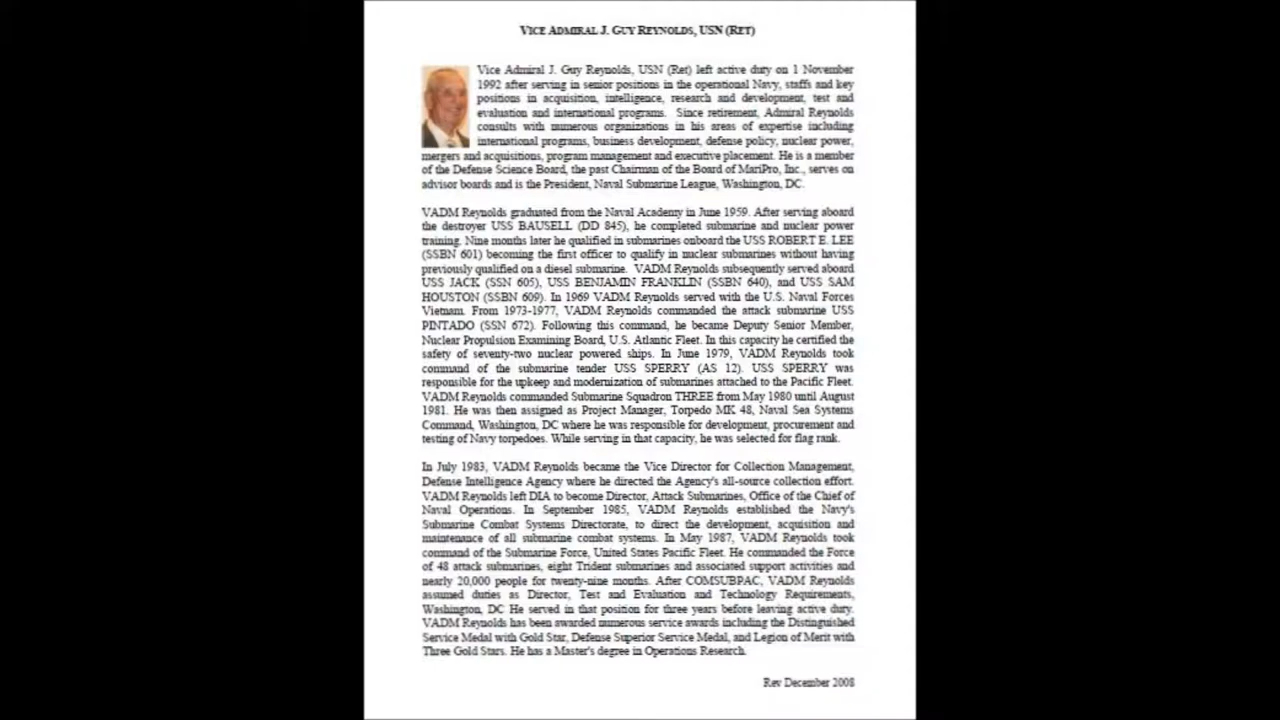 VICE ADMIRAL J. GUY REYNOLDS, USN (RET)
Vice Admiral J. Guy Reynolds, USN (Ret) left active duty on 1 November
1992 after serving in senior positions in the operational Navy, staffs and key
positions in acquisition, intelligence, research and development, test and
evaluation and international programs. Since retirement, Admiral Reynolds
consults with numerous organizations in his areas of expertise including
international programs, business development, defense policy, nuclear power,
mergers and acquisitions, program management and executive placement. He is a member
of the Defense Science Board, the past Chairman of the Board of MariPro, Inc., serves on
advisor boards and is the President, Naval Submarine League, Washington, DC.
VADM Reynolds graduated from the Naval Academy in June 1959. After serving aboard
the destroyer USS BAUSELL (DD 845), he completed submarine and nuclear power
training. Nine months later he qualified in submarines onboard the USS ROBERT E. LEE
(SSBN 601) becoming the first officer to qualify in nuclear submarines without having
previously qualified on a diesel submarine. VADM Reynolds subsequently served aboard
USS JACK (SSN 605), USS BENJAMIN FRANKLIN (SSBN 640), and USS SAM
HOUSTON (SSBN 609). In 1969 VADM Reynolds served with the U.S. Naval Forces
Vietnam. From 1973-1977, VADM Reynolds commanded the attack submarine USS
PINTADO (SSN 672). Following this command, he became Deputy Senior Member,
Nuclear Propulsion Examining Board, U.S. Atlantic Fleet. In this capacity he certified the
safety of seventy-two nuclear powered ships. In June 1979, VADM Reynolds took
command of the submarine tender USS SPERRY (AS 12). USS SPERRY was
responsible for the upkeep and modernization of submarines attached to the Pacific Fleet.
VADM Reynolds commanded Submarine Squadron THREE from May 1980 until August
1981. He was then assigned as Project Manager, Torpedo MK 48, Naval Sea Systems
Command, Washington, DC where he was responsible for development, procurement and
testing of Navy torpedoes. While serving in that capacity, he was selected for flag rank.
In July 1983, VADM Reynolds became the Vice Director for Collection Management,
Defense Intelligence Agency where he directed the Agency's all-source collection effort.
VADM Reynolds left DIA to become Director, Attack Submarines, Office of the Chief of
Naval Operations. In September 1985, VADM Reynolds established the Navy's
Submarine Combat Systems Directorate, to direct the development, acquisition and
maintenance of all submarine combat systems. In May 1987, VADM Reynolds took
command of the Submarine Force, United States Pacific Fleet. He commanded the Force
of 48 attack submarines, eight Trident submarines and associated support activities and
nearly 20,000 people for twenty-nine months. After COMSUBPAC, VADM Reynolds
assumed duties as Director, Test and Evaluation and Technology Requirements,
Washington, DC He served in that position for three years before leaving active duty.
VADM Reynolds has been awarded numerous service awards including the Distinguished
Service Medal with Gold Star, Defense Superior Service Medal, and Legion of Merit with
Three Gold Stars. He has a Master's degree in Operations Research.
Rev December 2008